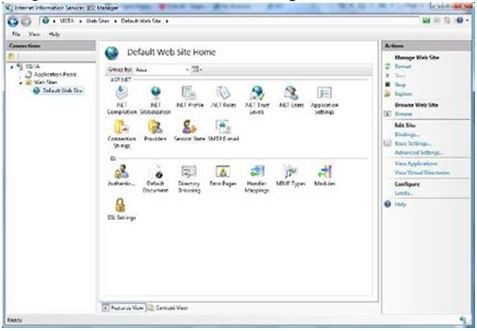 Internet Information Services (IIS) Manager
VISTA ▸ Web Sites ▸ Default Web Site ▸
File View Help
Connections
VISTA
Application Pools
Web Sites
Default Web Site
Default Web Site Home
Group by: Area
ASP.NET
.NET Compilation
.NET Globalization
.NET Profile
.NET Roles
.NET Trust Levels
.NET Users
Application Settings
Connection Strings
Providers
Session State
SMTP E-mail
IIS
Authentic...
Default Document
Directory Browsing
Error Pages
Handler Mappings
MIME Types
Modules
SSL Settings
Features View
Content View
Actions
Manage Web Site
Restart
Start
Stop
Explore
Browse Web Site
Browse
Edit Site
Bindings...
Basic Settings...
Advanced Settings...
View Applications
View Virtual Directories
Configure
Limits...
Help
Ready